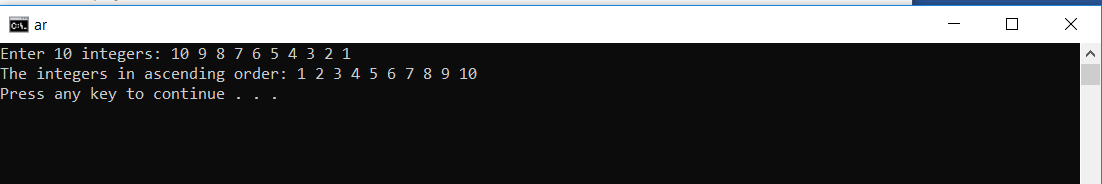 C:\.
ar
Enter 10 integers: 10 9 8 7 6 5 4 3 2 1
The integers in ascending order: 1 2 3 4 5 6 7 8 9 10
Press any key to continue . . .